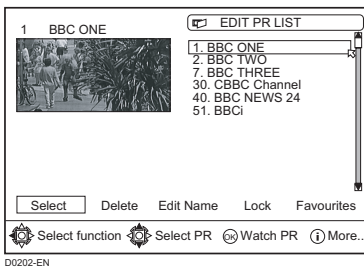 1 BBC ONE
EDIT PR LIST
1. BBC ONE
2. BBC TWO
7. BBC THREE
30. CBBC Channel
40. BBC NEWS 24
51. BBCi
Select Delete Edit Name Lock Favourites
Select function Select PR OK Watch PR i More..
D0202-EN